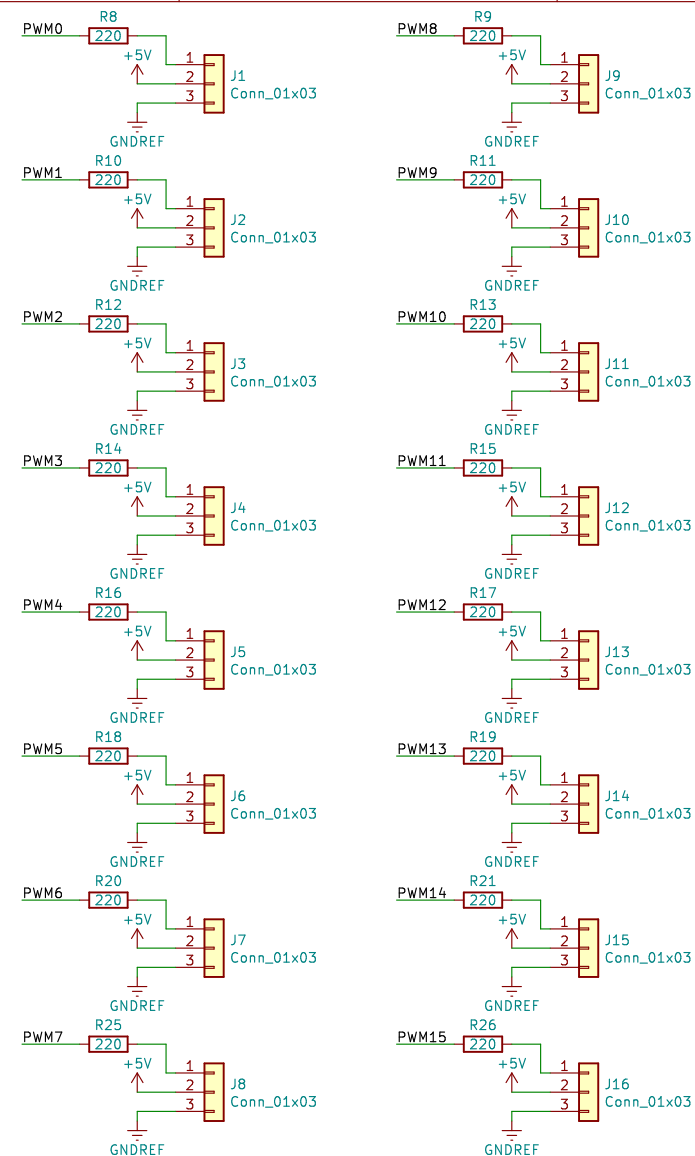 R8
PWM0 220
+5V
1
2
3
J1
Conn_01x03
GNDREF
R9
PWM8 220
+5V
1
2
3
J9
Conn_01x03
GNDREF
R10
PWM1 220
+5V
1
2
3
J2
Conn_01x03
GNDREF
R11
PWM9 220
+5V
1
2
3
J10
Conn_01x03
GNDREF
R12
PWM2 220
+5V
1
2
3
J3
Conn_01x03
GNDREF
R13
PWM10 220
+5V
1
2
3
J11
Conn_01x03
GNDREF
R14
PWM3 220
+5V
1
2
3
J4
Conn_01x03
GNDREF
R15
PWM11 220
+5V
1
2
3
J12
Conn_01x03
GNDREF
R16
PWM4 220
+5V
1
2
3
J5
Conn_01x03
GNDREF
R17
PWM12 220
+5V
1
2
3
J13
Conn_01x03
GNDREF
R18
PWM5 220
+5V
1
2
3
J6
Conn_01x03
GNDREF
R19
PWM13 220
+5V
1
2
3
J14
Conn_01x03
GNDREF
R20
PWM6 220
+5V
1
2
3
J7
Conn_01x03
GNDREF
R21
PWM14 220
+5V
1
2
3
J15
Conn_01x03
GNDREF
R25
PWM7 220
+5V
1
2
3
J8
Conn_01x03
GNDREF
R26
PWM15 220
+5V
1
2
3
J16
Conn_01x03
GNDREF